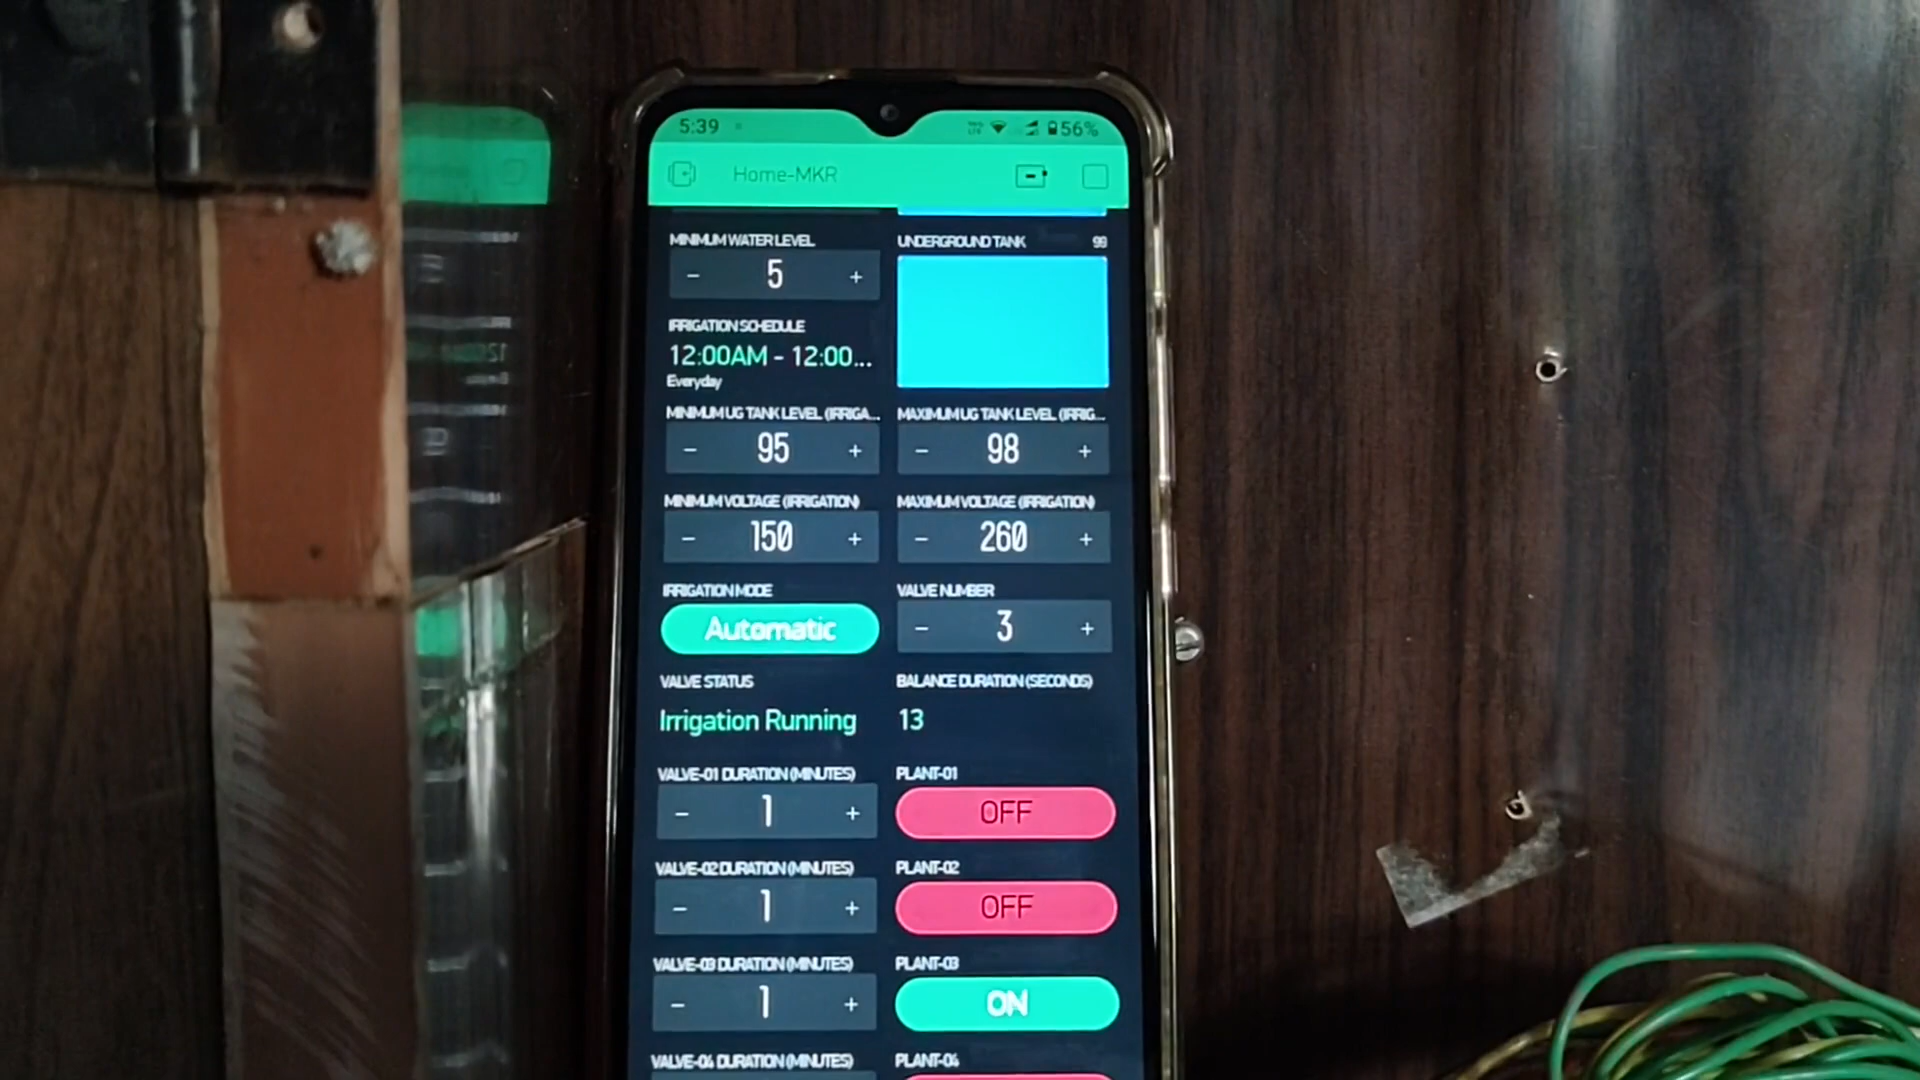 5:39 56%
Home-MKR
MINIMUM WATER LEVEL
- 5 +
UNDERGROUND TANK 99
IRRIGATION SCHEDULE
12:00AM - 12:00...
Everyday
MINIMUM UG TANK LEVEL (IRRIGA... MAXIMUM UG TANK LEVEL (IRRIG...
- 95 + - 98 +
MINIMUM VOLTAGE (IRRIGATION) MAXIMUM VOLTAGE (IRRIGATION)
- 150 + - 260 +
IRRIGATION MODE VALVE NUMBER
Automatic - 3 +
VALVE STATUS BALANCE DURATION (SECONDS)
Irrigation Running 13
VALVE-01 DURATION (MINUTES) PLANT-01
- 1 + OFF
VALVE-02 DURATION (MINUTES) PLANT-02
- 1 + OFF
VALVE-03 DURATION (MINUTES) PLANT-03
- 1 + ON
VALVE-04 DURATION (MINUTES) PLANT-04